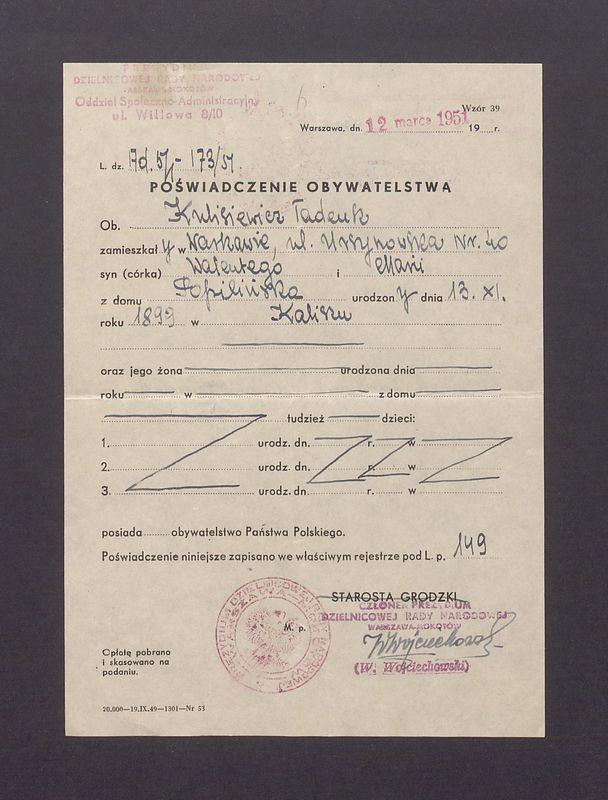 PREZYDIUM
DZIELNICOWEJ RADY NARODOWEJ
WARSZAWA-MOKOTÓW
Oddział Społeczno-Administracyjny
ul. Willowa 8/10
Wzór 39
Warszawa, dn. 12 marca 1951 19 r.
L. dz. Ad. 5/j - 173/51.
POŚWIADCZENIE OBYWATELSTWA
Ob. Kulisiewicz Tadeusz
zamieszkał y w Warszawie, ul. Ursynowska nr. 40
syn (córka) Walentego i Marii
z domu urodzon y dnia 13. XI.
roku 1899 w Kaliszu
oraz jego żona urodzona dnia
roku w z domu
tudzież dzieci:
1. urodz. dn. r. w
2. urodz. dn. r. w
3. urodz. dn. r. w
posiada obywatelstwo Państwa Polskiego.
Poświadczenie niniejsze zapisano we właściwym rejestrze pod L. p. 149
STAROSTA GRODZKI
CZŁONEK PREZYDIUM
DZIELNICOWEJ RADY NARODOWEJ
WARSZAWA-MOKOTÓW
M. p.
WWojciechowski
(W. Wojciechowski)
Opłatę pobrano
i skasowano na
podaniu.
20.000—19.IX.49—1301—Nr 53